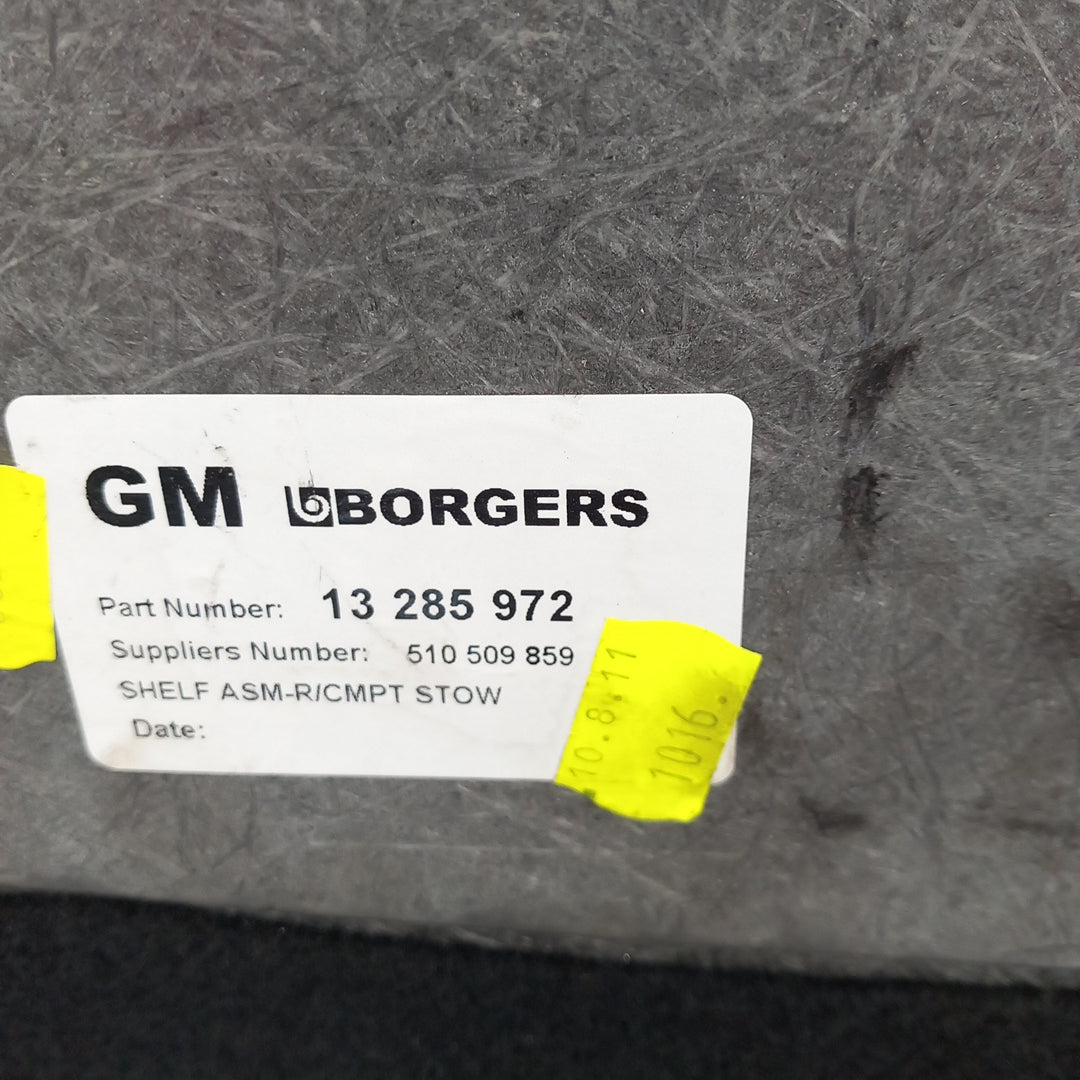 GM BORGERS
Part Number: 13 285 972
Suppliers Number: 510 509 859
SHELF ASM-R/CMPT STOW
Date:
10.8.11
1016.